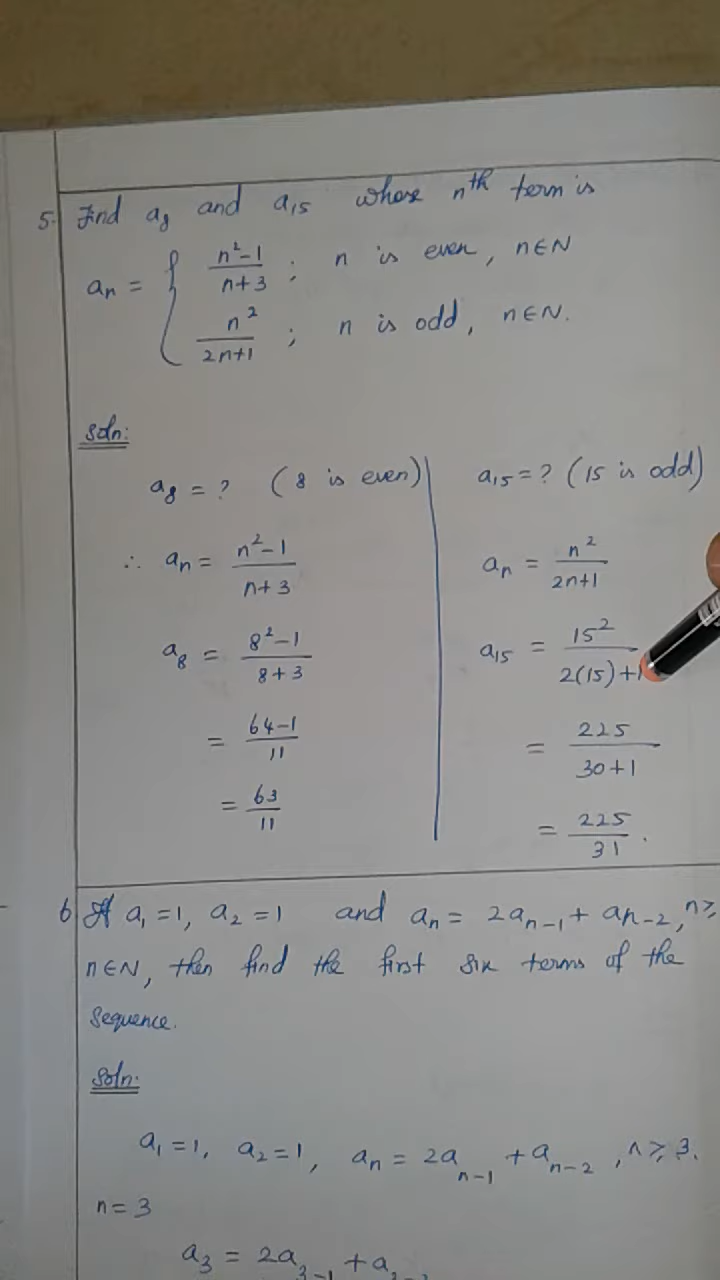 5. Find a₈ and a₁₅ whose nth term is
aₙ = { n²-1 / n+3 ; n is even, n∈N
n² / 2n+1 ; n is odd, n∈N.
Soln:
a₈ = ? (8 is even)
∴ aₙ = n²-1 / n+3
a₈ = 8²-1 / 8+3
= 64-1 / 11
= 63 / 11
a₁₅ = ? (15 is odd)
aₙ = n² / 2n+1
a₁₅ = 15² / 2(15)+1
= 225 / 30+1
= 225 / 31 .
6 If a₁ =1, a₂ =1 and aₙ = 2aₙ₋₁ + aₙ₋₂, n≥
n∈N, then find the first six terms of the
sequence.
Soln:
a₁ =1, a₂ =1, aₙ = 2aₙ₋₁ + aₙ₋₂ , n ≥ 3.
n = 3
a₃ = 2a₃₋₁ + a